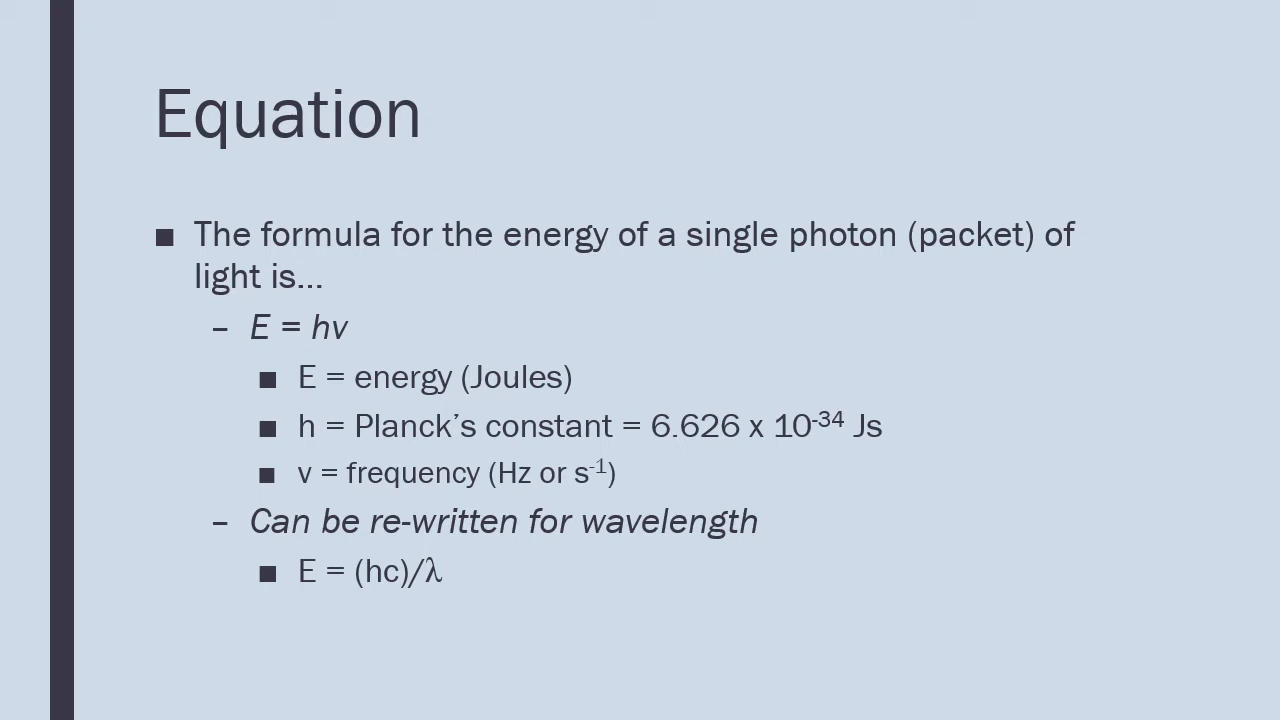 Equation
■ The formula for the energy of a single photon (packet) of
light is…
– E = hv
■ E = energy (Joules)
■ h = Planck’s constant = 6.626 x 10⁻³⁴ Js
■ v = frequency (Hz or s⁻¹)
– Can be re-written for wavelength
■ E = (hc)/λ